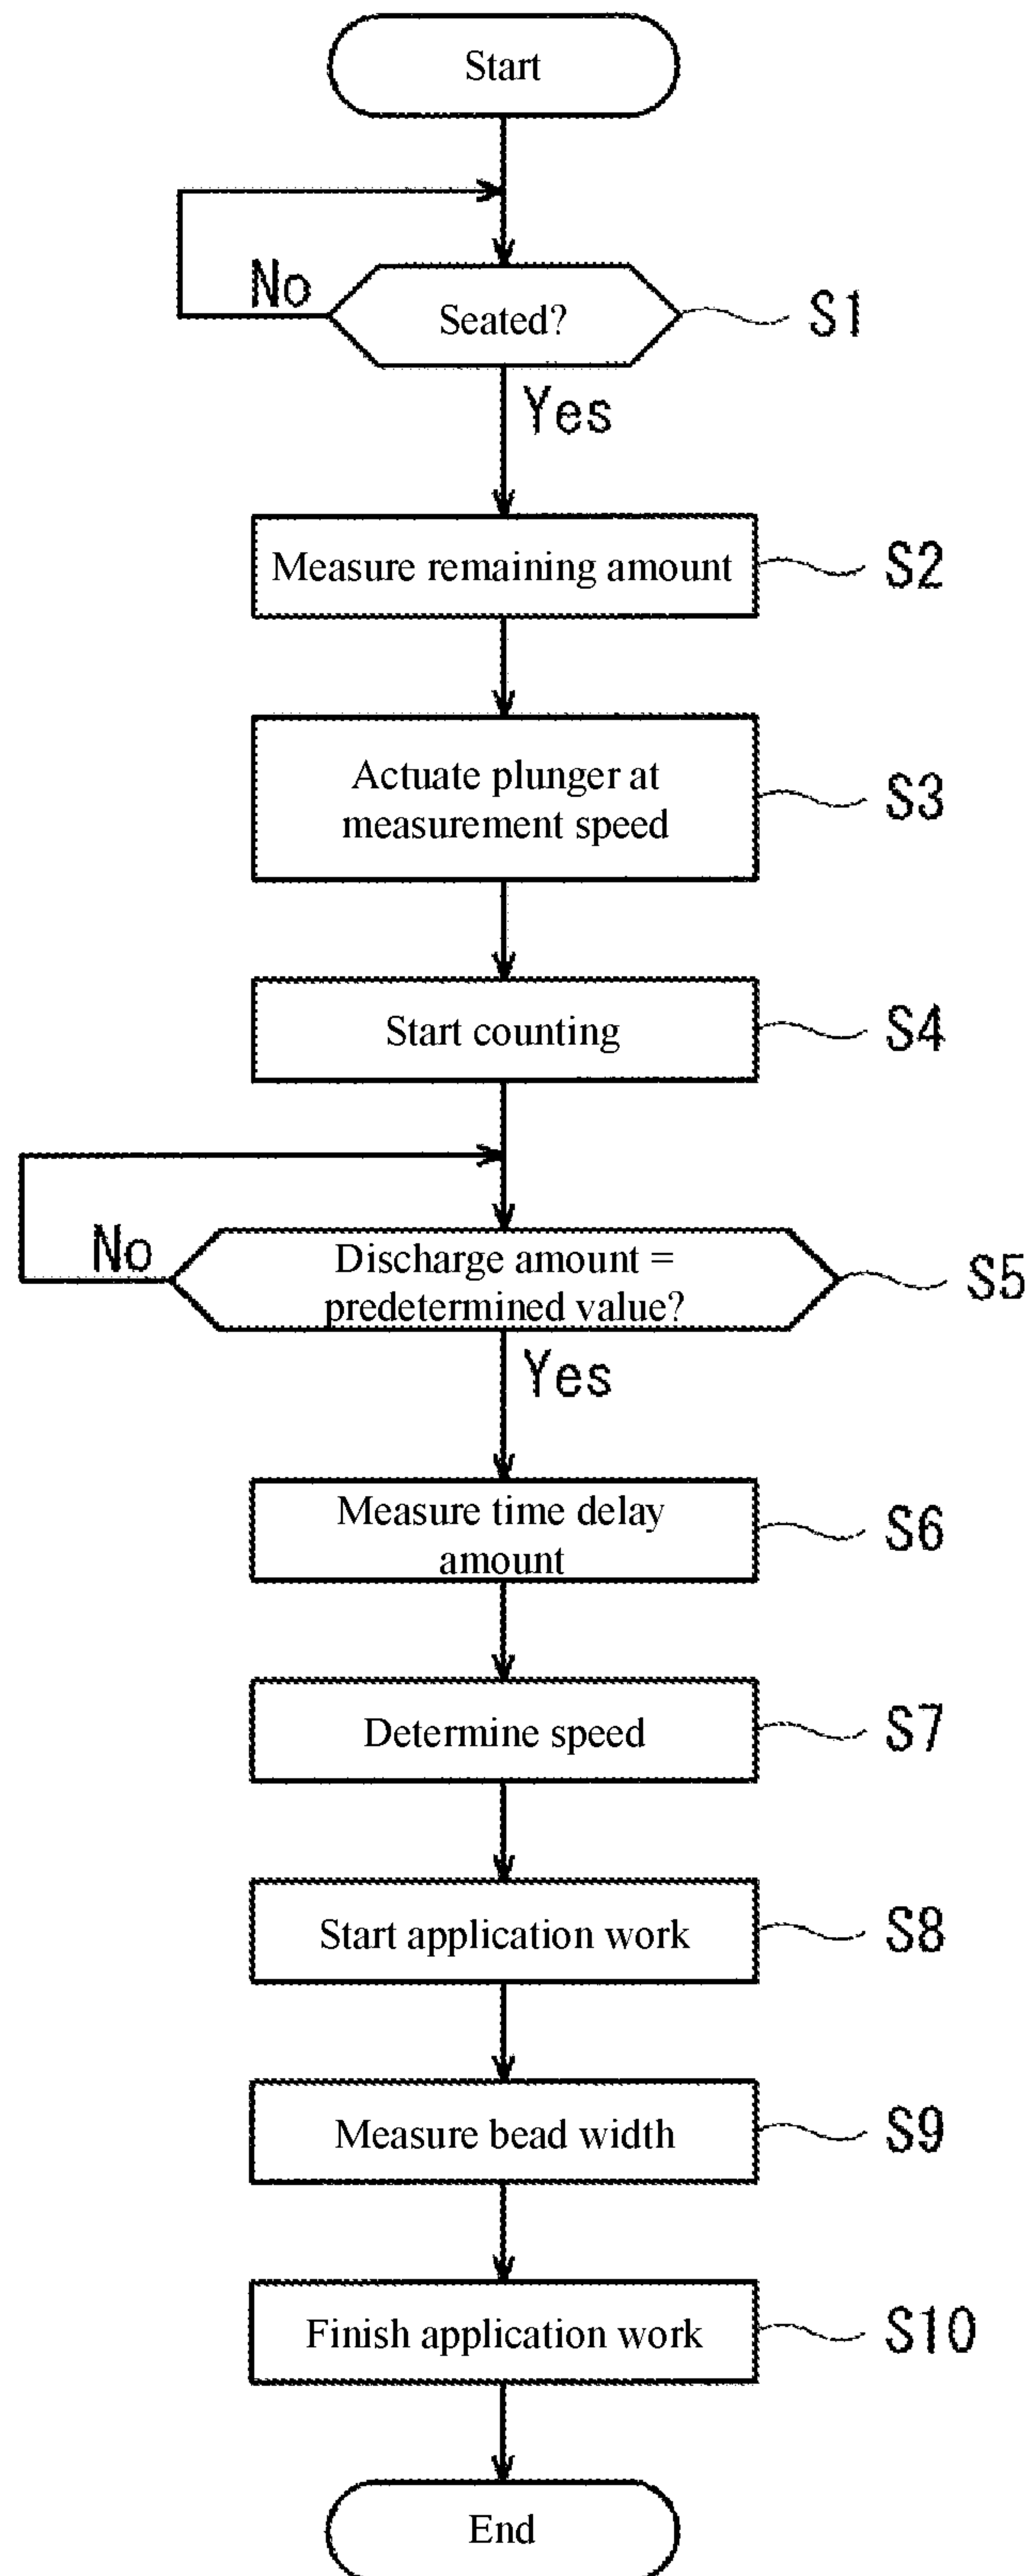 Start
No
Seated?
S1
Yes
Measure remaining amount
S2
Actuate plunger at
measurement speed
S3
Start counting
S4
No
Discharge amount =
predetermined value?
S5
Yes
Measure time delay
amount
S6
Determine speed
S7
Start application work
S8
Measure bead width
S9
Finish application work
S10
End